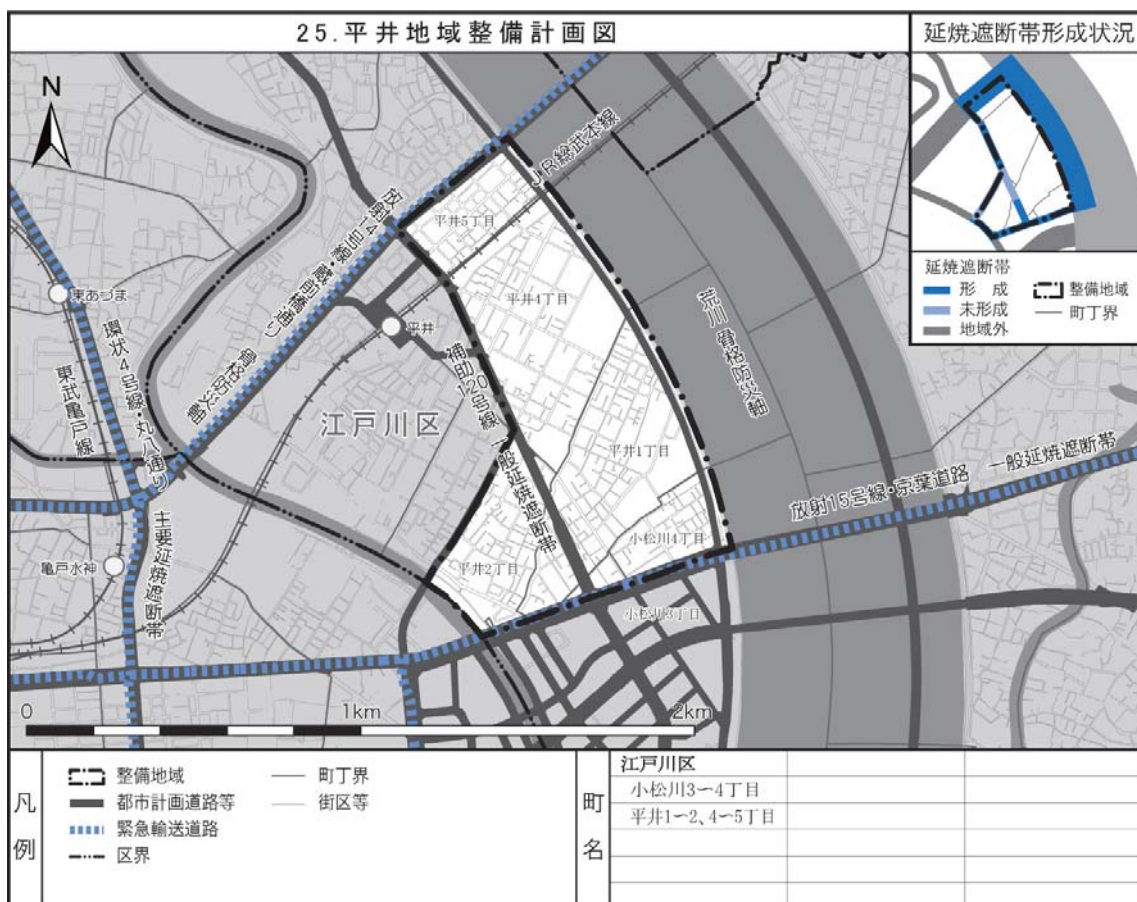 25.平井地域整備計画図
延焼遮断帯形成状況
N
東あづま
環状4号線・丸八通り
主要延焼遮断帯
東武亀戸線
亀戸水神
放射14号線・蔵前橋通り
骨格防災軸
平井
江戸川区
補助120号線
一般延焼遮断帯
JR総武本線
平井5丁目
平井4丁目
平井1丁目
平井2丁目
小松川4丁目
小松川3丁目
荒川 骨格防災軸
放射15号線・京葉道路 一般延焼遮断帯
延焼遮断帯
形 成
未形成
地域外
整備地域
町丁界
0 1km 2km
凡例
整備地域
都市計画道路等
緊急輸送道路
区界
町丁界
街区等
町名
江戸川区
小松川3〜4丁目
平井1〜2、4〜5丁目